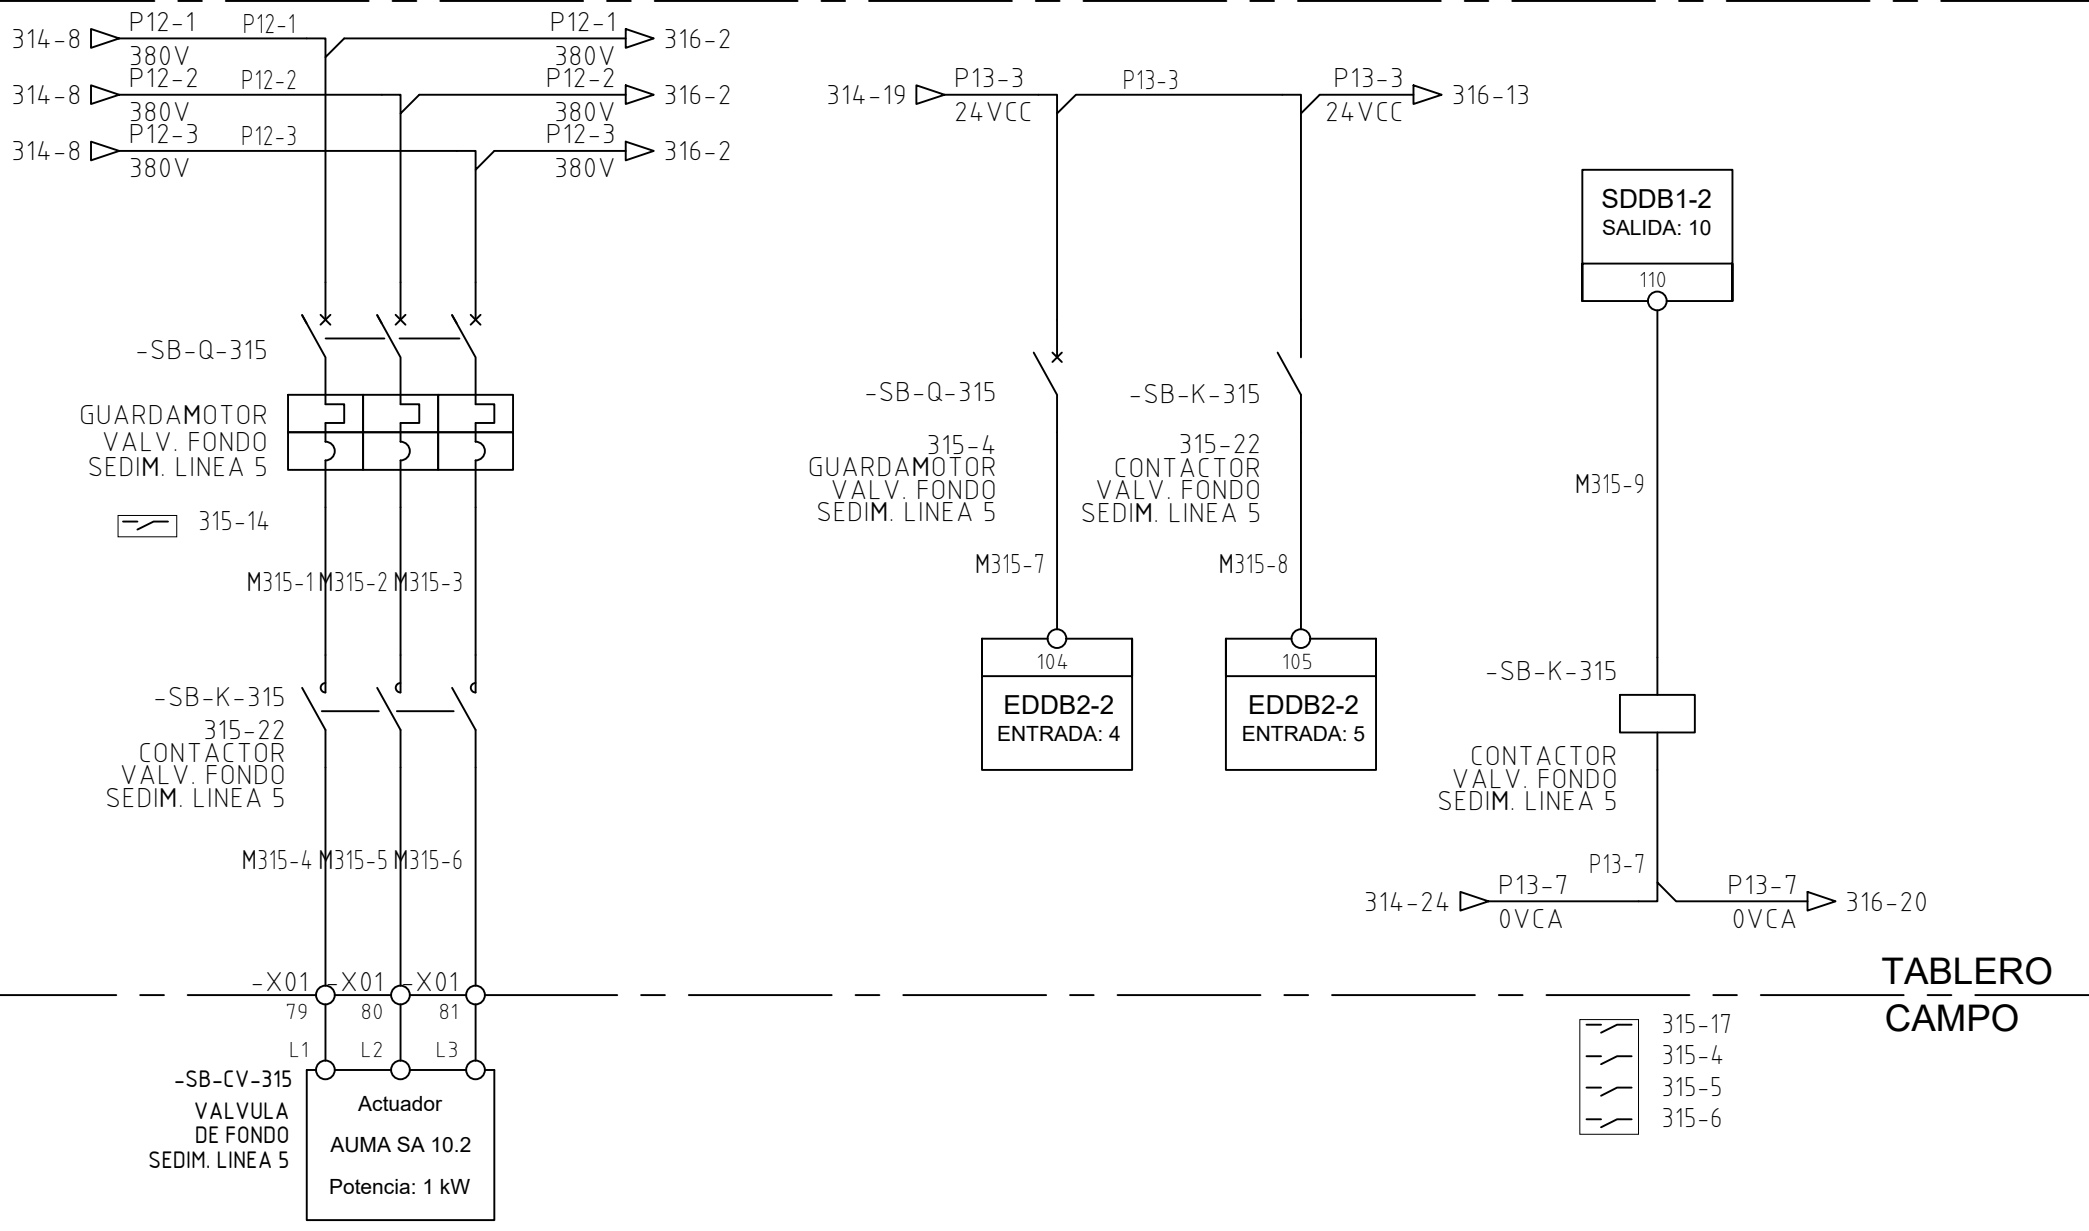 314-8 P12-1 P12-1 P12-1 316-2
380V 380V
314-8 P12-2 P12-2 P12-2 316-2
380V 380V
314-8 P12-3 P12-3 P12-3 316-2
380V 380V
-SB-Q-315
GUARDAMOTOR
VALV. FONDO
SEDIM. LINEA 5
315-14
M315-1 M315-2 M315-3
-SB-K-315
315-22
CONTACTOR
VALV. FONDO
SEDIM. LINEA 5
M315-4 M315-5 M315-6
-X01 -X01 -X01
79 80 81
L1 L2 L3
-SB-CV-315
VALVULA
DE FONDO
SEDIM. LINEA 5
Actuador
AUMA SA 10.2
Potencia: 1 kW
314-19 P13-3 P13-3 P13-3 316-13
24VCC 24VCC
-SB-Q-315
315-4
GUARDAMOTOR
VALV. FONDO
SEDIM. LINEA 5
M315-7
104
EDDB2-2
ENTRADA: 4
-SB-K-315
315-22
CONTACTOR
VALV. FONDO
SEDIM. LINEA 5
M315-8
105
EDDB2-2
ENTRADA: 5
SDDB1-2
SALIDA: 10
110
M315-9
-SB-K-315
CONTACTOR
VALV. FONDO
SEDIM. LINEA 5
P13-7
314-24 P13-7 P13-7 316-20
0VCA 0VCA
TABLERO
CAMPO
315-17
315-4
315-5
315-6